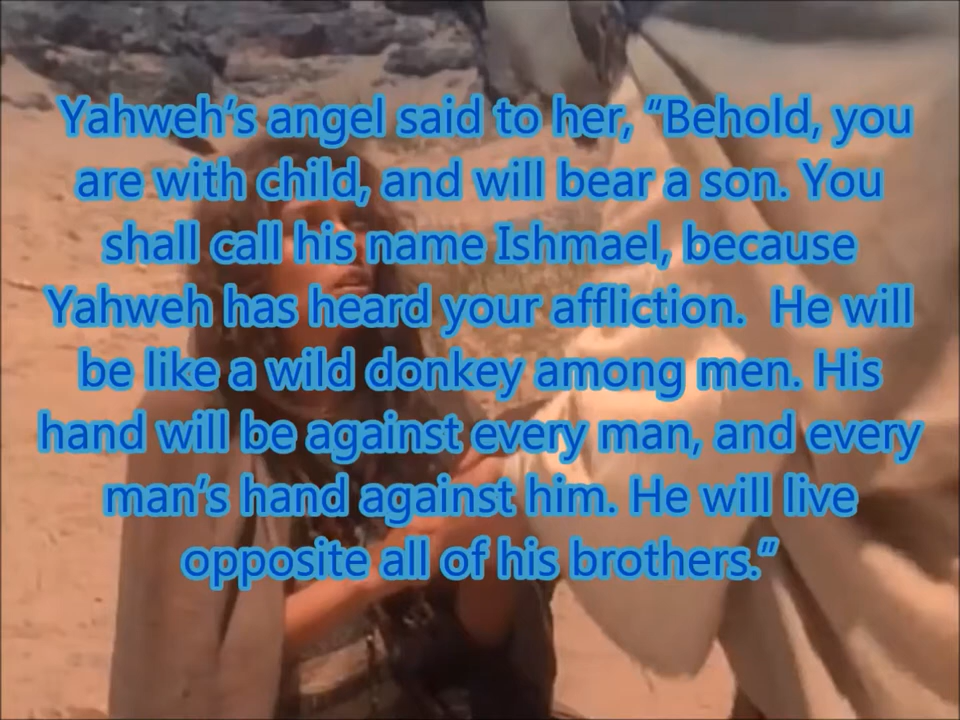 Yahweh’s angel said to her, “Behold, you
are with child, and will bear a son. You
shall call his name Ishmael, because
Yahweh has heard your affliction.  He will
be like a wild donkey among men. His
hand will be against every man, and every
man’s hand against him. He will live
opposite all of his brothers.”